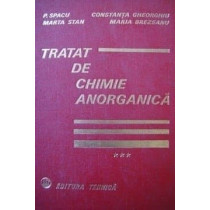 P. SPACU CONSTANȚA GHEORGHIU
MARTA STAN MARIA BREZEANU
TRATAT
DE
CHIMIE
ANORGANICĂ
EDITURA TEHNICĂ